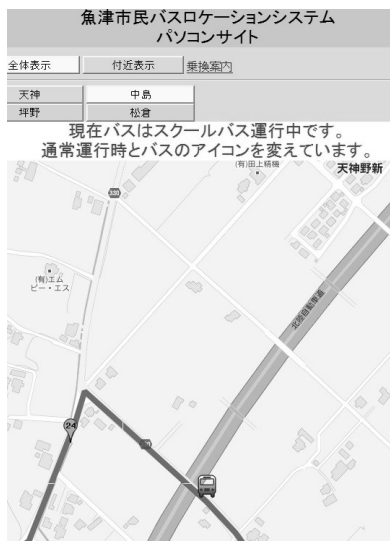 魚津市民バスロケーションシステム
パソコンサイト
全体表示 付近表示 乗換案内
天神 中島
坪野 松倉
現在バスはスクールバス運行中です。
通常運行時とバスのアイコンを変えています。
(有)田上精機
天神野新
330
(有)エム
ピー・エス
北陸自動車道
24